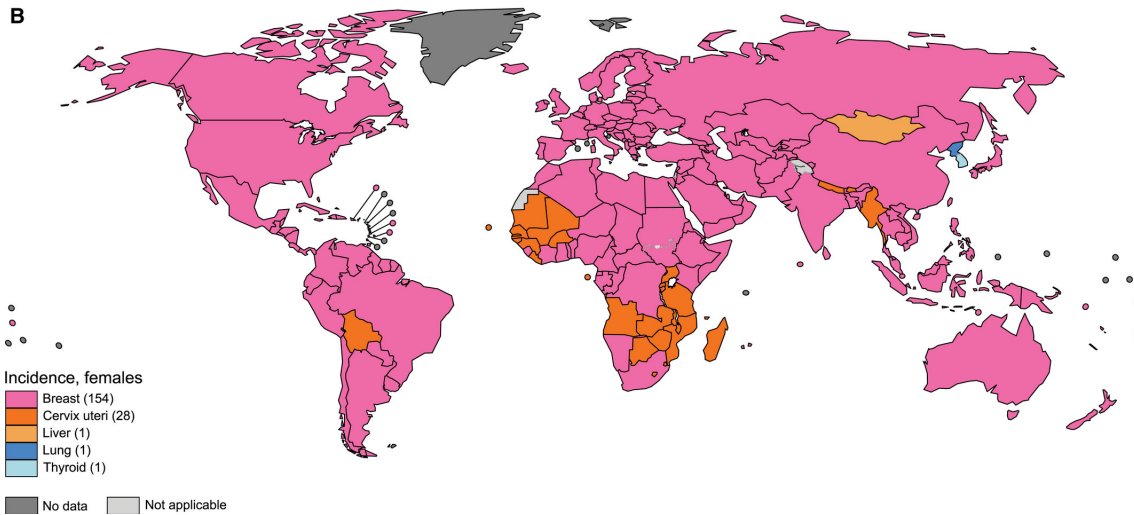 B
Incidence, females
Breast (154)
Cervix uteri (28)
Liver (1)
Lung (1)
Thyroid (1)
No data Not applicable